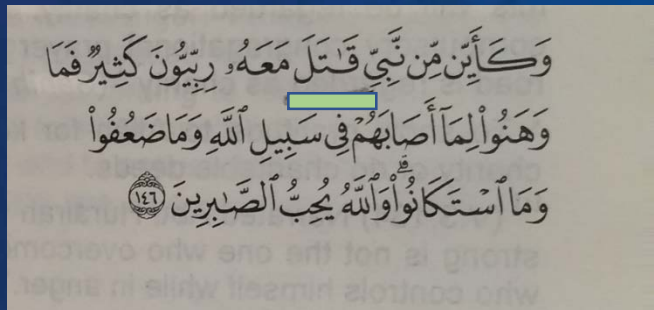 وَكَأَيِّن مِّن نَّبِيٍّ قَٰتَلَ مَعَهُۥ رِبِّيُّونَ كَثِيرٌ فَمَا
وَهَنُوا۟ لِمَآ أَصَابَهُمْ فِى سَبِيلِ ٱللَّهِ وَمَا ضَعُفُوا۟
وَمَا ٱسْتَكَانُوا۟ ۗ وَٱللَّهُ يُحِبُّ ٱلصَّٰبِرِينَ ١٤٦